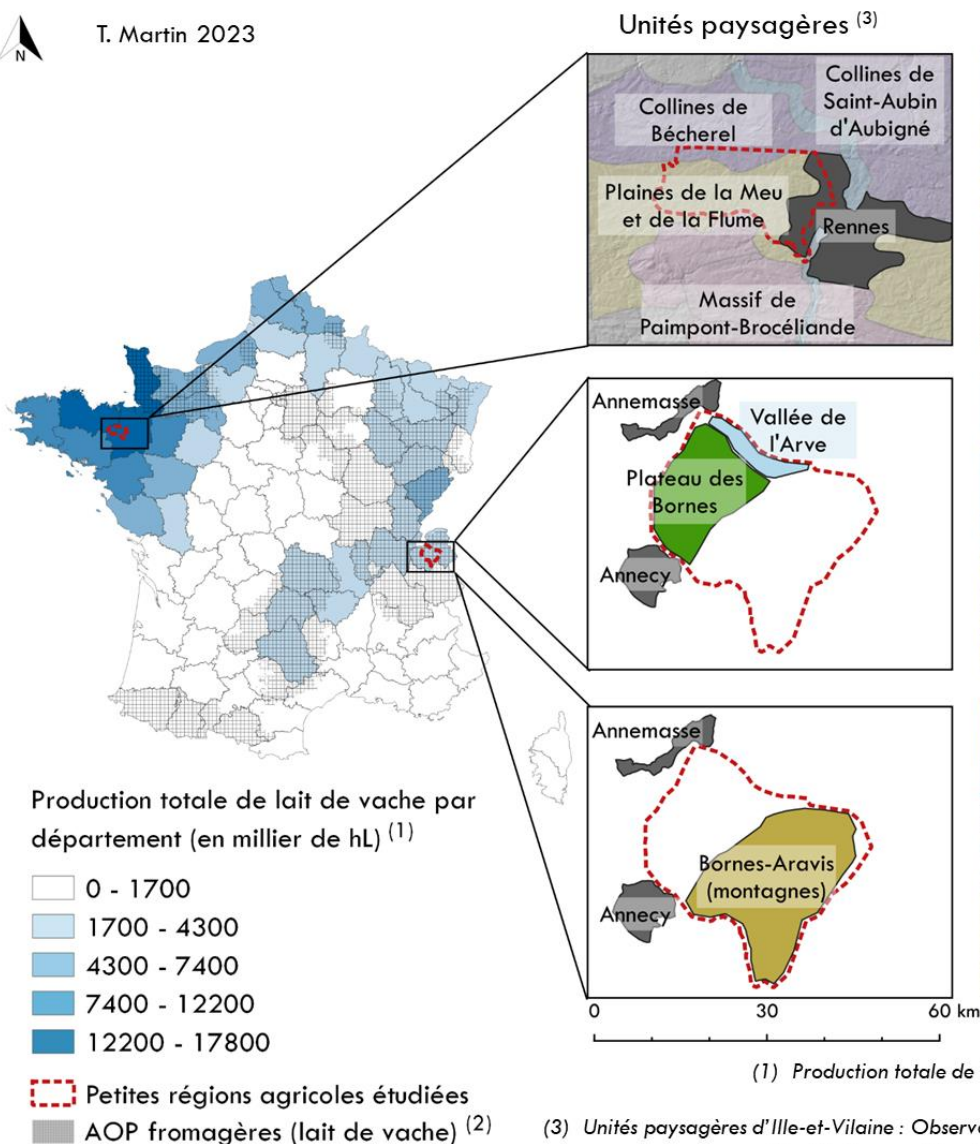 N
T. Martin 2023
Unités paysagères (3)
Collines de
Bécherel
Collines de
Saint-Aubin
d'Aubigné
Plaines de la Meu
et de la Flume
Rennes
Massif de
Paimpont-Brocéliande
Annemasse
Vallée de
l'Arve
Plateau des
Bornes
Annecy
Annemasse
Bornes-Aravis
(montagnes)
Annecy
0 30 60 km
Production totale de lait de vache par
département (en millier de hL) (1)
0 - 1700
1700 - 4300
4300 - 7400
7400 - 12200
12200 - 17800
Petites régions agricoles étudiées
AOP fromagères (lait de vache) (2)
(1) Production totale de
(3) Unités paysagères d'Ille-et-Vilaine : Observ